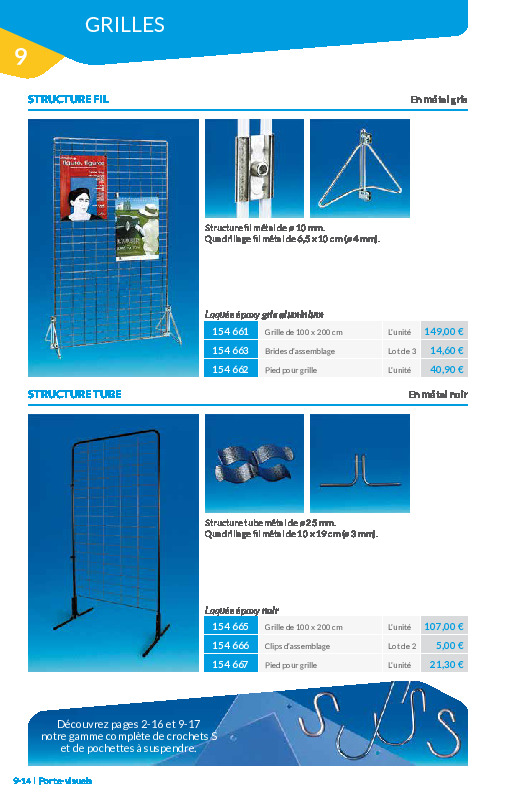 GRILLES
9
STRUCTURE FIL
En métal gris
Structure fil métal de ø 10 mm.
Quadrillage fil métal de 6,5 x 10 cm (ø 4 mm).
Laqués époxy gris aluminium
154 661 Grille de 100 x 200 cm L'unité 149,00 €
154 663 Brides d'assemblage Lot de 3 14,60 €
154 662 Pied pour grille L'unité 40,90 €
STRUCTURE TUBE
En métal noir
Structure tube métal de ø 25 mm.
Quadrillage fil métal de 10 x 19 cm (ø 3 mm).
Laqués époxy noir
154 665 Grille de 100 x 200 cm L'unité 107,00 €
154 666 Clips d'assemblage Lot de 2 5,00 €
154 667 Pied pour grille L'unité 21,30 €
Découvrez pages 2-16 et 9-17
notre gamme complète de crochets S
et de pochettes à suspendre.
9-14 | Porte-visuels